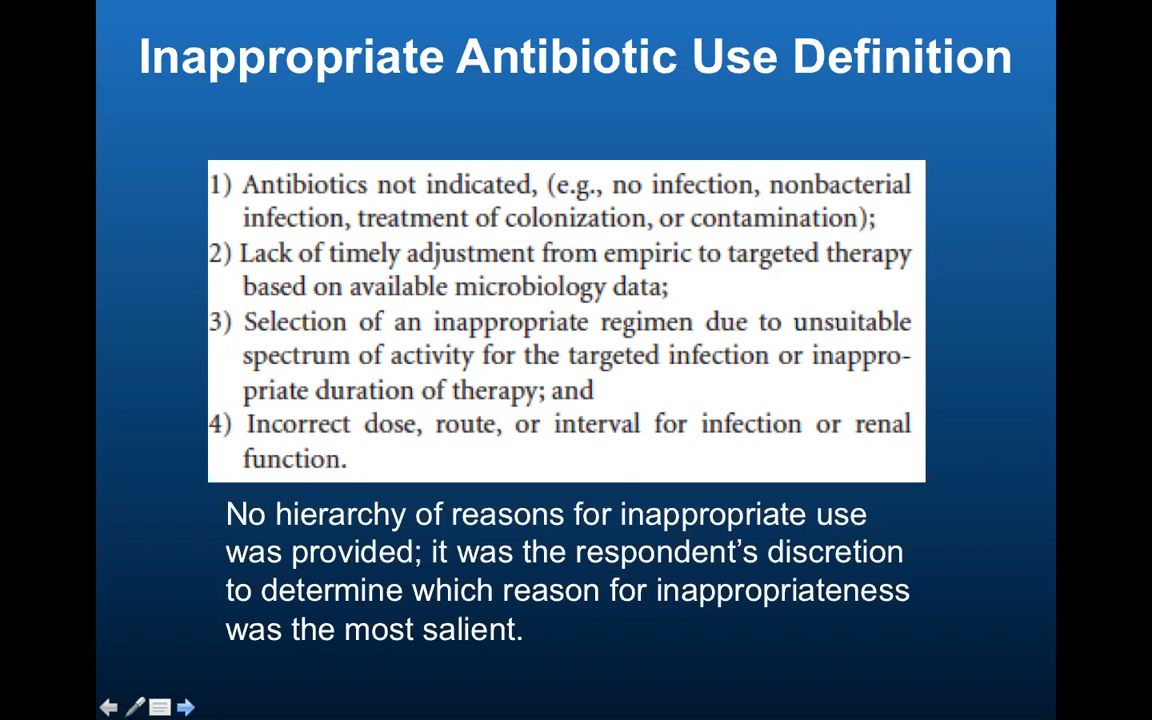 Inappropriate Antibiotic Use Definition
1) Antibiotics not indicated, (e.g., no infection, nonbacterial
infection, treatment of colonization, or contamination);
2) Lack of timely adjustment from empiric to targeted therapy
based on available microbiology data;
3) Selection of an inappropriate regimen due to unsuitable
spectrum of activity for the targeted infection or inappro-
priate duration of therapy; and
4) Incorrect dose, route, or interval for infection or renal
function.
No hierarchy of reasons for inappropriate use
was provided; it was the respondent’s discretion
to determine which reason for inappropriateness
was the most salient.